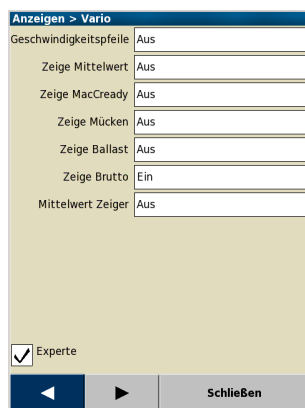 Anzeigen > Vario
Geschwindigkeitspfeile Aus
Zeige Mittelwert Aus
Zeige MacCready Aus
Zeige Mücken Aus
Zeige Ballast Aus
Zeige Brutto Ein
Mittelwert Zeiger Aus
Experte
Schließen